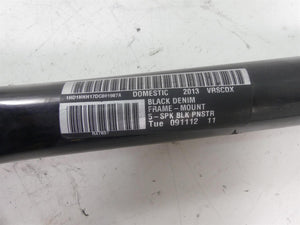 DOMESTIC 2013 VRSCDX
BLACK DENIM
FRAME-MOUNT
5-SPK BLK PNSTR
Tue 091112 11